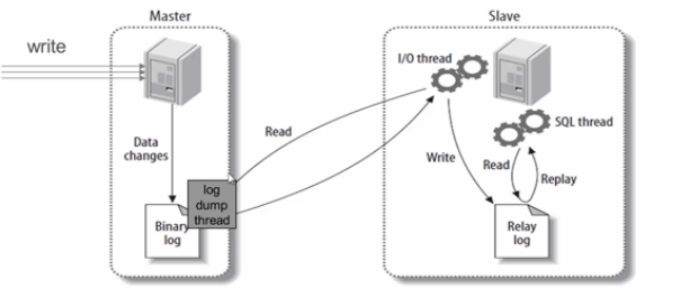 Master
Slave
write
I/O thread
SQL thread
Data
changes
Read
Write
Read
Replay
log
dump
thread
Binary
log
Relay
log